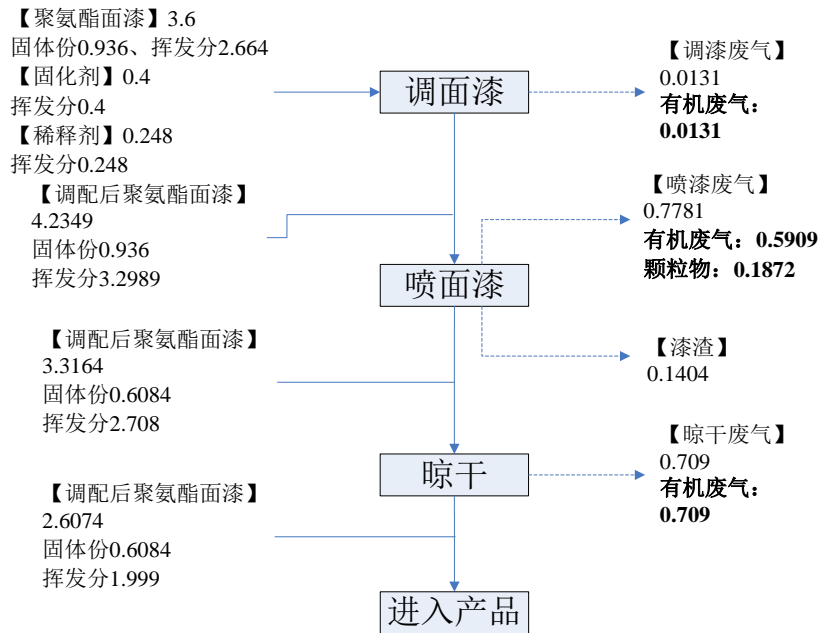 【聚氨酯面漆】3.6
固体份0.936、挥发分2.664
【固化剂】0.4
挥发分0.4
【稀释剂】0.248
挥发分0.248
调面漆
【调漆废气】
0.0131
有机废气：
0.0131
【调配后聚氨酯面漆】
4.2349
固体份0.936
挥发分3.2989
【喷漆废气】
0.7781
有机废气：0.5909
颗粒物：0.1872
喷面漆
【调配后聚氨酯面漆】
3.3164
固体份0.6084
挥发分2.708
【漆渣】
0.1404
晾干
【晾干废气】
0.709
有机废气：
0.709
【调配后聚氨酯面漆】
2.6074
固体份0.6084
挥发分1.999
进入产品